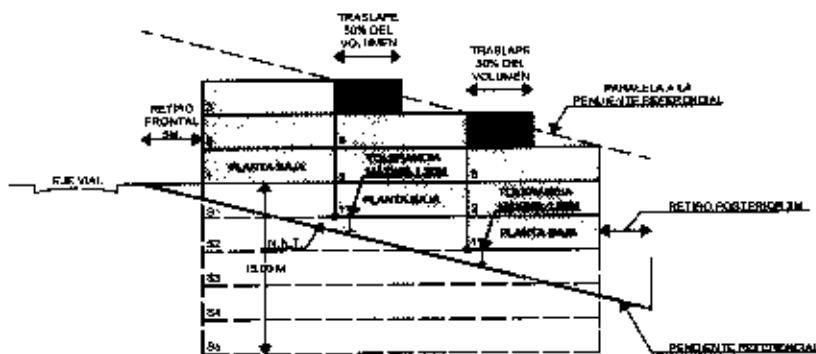 TRASLAPE
50% DEL
VOLUMEN
TRASLAPE
50% DEL
VOLUMEN
PARALELA A LA
PENDIENTE REFERENCIAL
RETIRO
FRONTAL
5M.
PLANTA BAJA
TOLERANCIA
EJE VIAL
PLANTA BAJA
TOLERANCIA
S1
RETIRO POSTERIOR 3M
PLANTA BAJA
S2
N.N.T.
15.00 M
S3
S4
S5
PENDIENTE REFERENCIAL